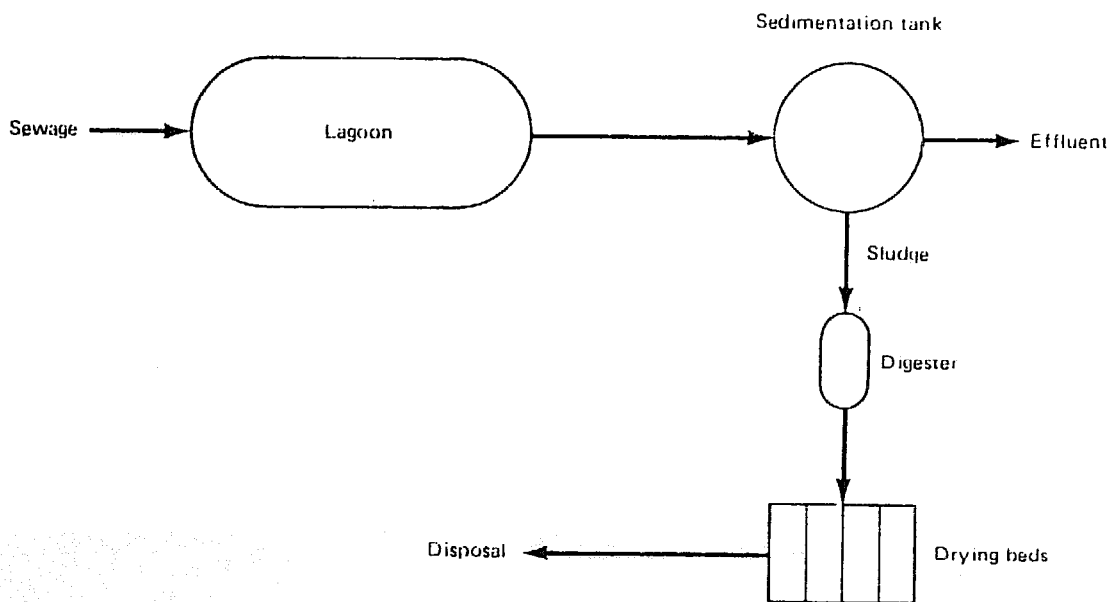 Sedimentation tank
Sewage
Lagoon
Effluent
Sludge
Digester
Disposal
Drying beds